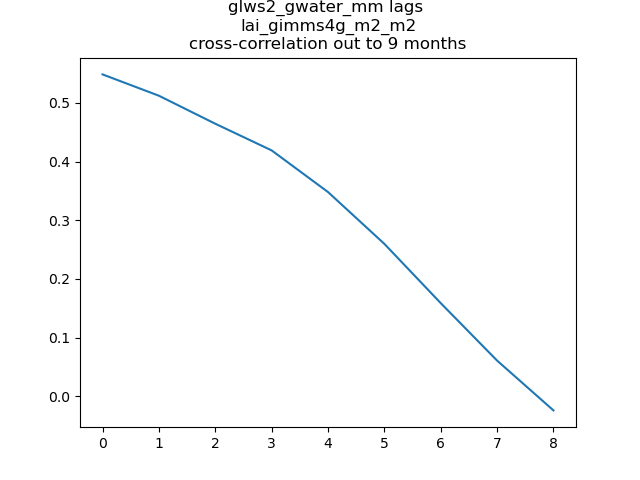 glws2_gwater_mm lags
lai_gimms4g_m2_m2
cross-correlation out to 9 months
0.5
0.4
0.3
0.2
0.1
0.0
0 1 2 3 4 5 6 7 8